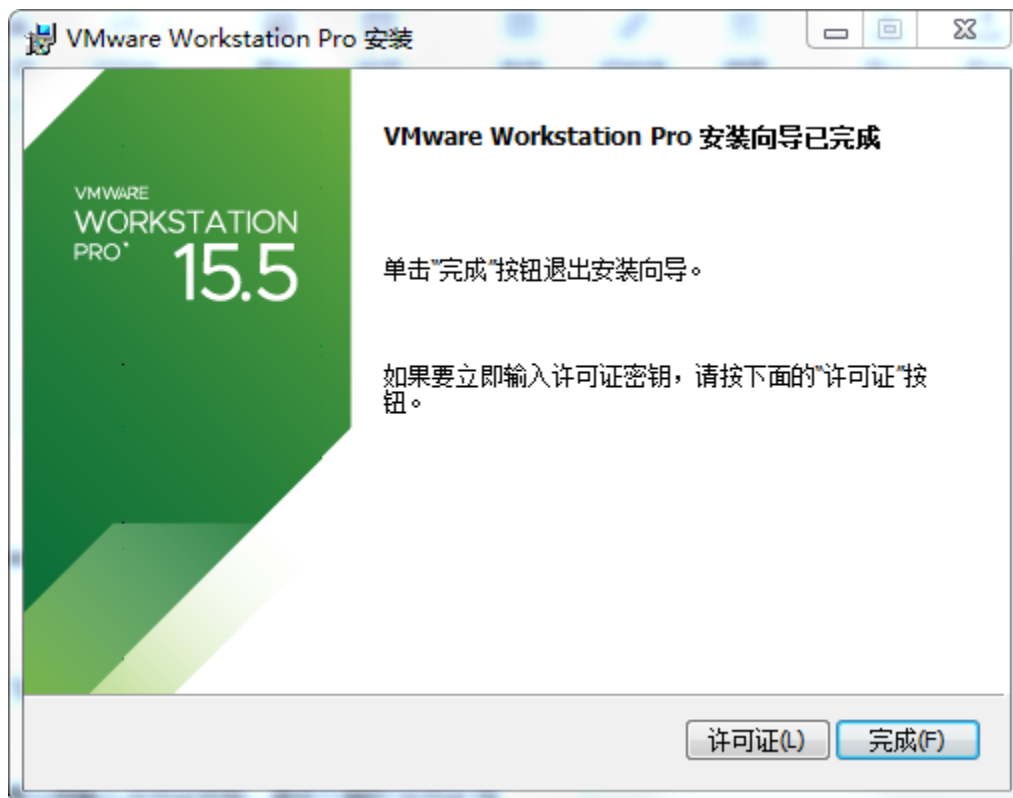 VMware Workstation Pro 安装
VMWARE
WORKSTATION
PRO™
15.5
VMware Workstation Pro 安装向导已完成
单击"完成"按钮退出安装向导。
如果要立即输入许可证密钥，请按下面的"许可证"按
钮。
许可证(L)
完成(F)